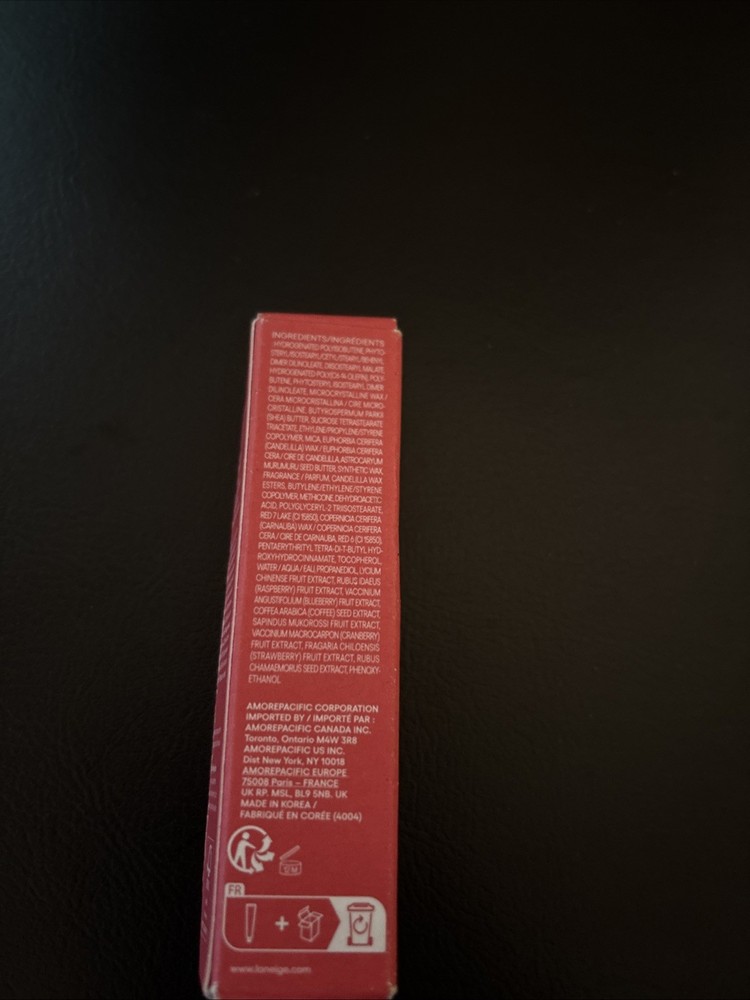 INGREDIENTS/INGRÉDIENTS
: HYDROGENATED POLYISOBUTENE, PHYTO-
STERYL/ISOSTEARYL/CETYL/STEARYL/BEHENYL
DIMER DILINOLEATE, DIISOSTEARYL MALATE,
HYDROGENATED POLY(C6-14 OLEFIN), POLY-
BUTENE, PHYTOSTERYL ISOSTEARYL DIMER
DILINOLEATE, MICROCRYSTALLINE WAX /
CERA MICROCRISTALLINA / CIRE MICRO-
CRISTALLINE, BUTYROSPERMUM PARKII
(SHEA) BUTTER, SUCROSE TETRASTEARATE
TRIACETATE, ETHYLENE/PROPYLENE/STYRENE
COPOLYMER, MICA, EUPHORBIA CERIFERA
(CANDELILLA) WAX / EUPHORBIA CERIFERA
CERA / CIRE DE CANDELILLA, ASTROCARYUM
MURUMURU SEED BUTTER, SYNTHETIC WAX,
FRAGRANCE / PARFUM, CANDELILLA WAX
ESTERS, BUTYLENE/ETHYLENE/STYRENE
COPOLYMER, METHICONE, DEHYDROACETIC
ACID, POLYGLYCERYL-2 TRIISOSTEARATE,
RED 7 LAKE (CI 15850), COPERNICIA CERIFERA
(CARNAUBA) WAX / COPERNICIA CERIFERA
CERA / CIRE DE CARNAUBA, RED 6 (CI 15850),
PENTAERYTHRITYL TETRA-DI-T-BUTYL HYD-
ROXYHYDROCINNAMATE, TOCOPHEROL,
WATER / AQUA / EAU, PROPANEDIOL, LYCIUM
CHINENSE FRUIT EXTRACT, RUBUS IDAEUS
(RASPBERRY) FRUIT EXTRACT, VACCINIUM
ANGUSTIFOLIUM (BLUEBERRY) FRUIT EXTRACT,
COFFEA ARABICA (COFFEE) SEED EXTRACT,
SAPINDUS MUKOROSSI FRUIT EXTRACT,
VACCINIUM MACROCARPON (CRANBERRY)
FRUIT EXTRACT, FRAGARIA CHILOENSIS
(STRAWBERRY) FRUIT EXTRACT, RUBUS
CHAMAEMORUS SEED EXTRACT, PHENOXY-
ETHANOL
AMOREPACIFIC CORPORATION
IMPORTED BY / IMPORTÉ PAR :
AMOREPACIFIC CANADA INC.
Toronto, Ontario M4W 3R8
AMOREPACIFIC US INC.
Dist New York, NY 10018
AMOREPACIFIC EUROPE
75008 Paris – FRANCE
UK RP. MSL, BL9 5NB. UK
MADE IN KOREA /
FABRIQUÉ EN CORÉE (4004)
12M
FR
www.laneige.com